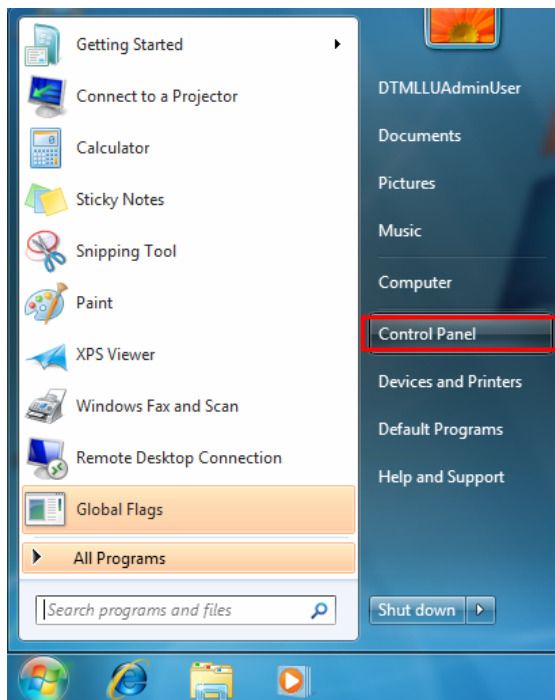 Getting Started
Connect to a Projector
Calculator
Sticky Notes
Snipping Tool
Paint
XPS Viewer
Windows Fax and Scan
Remote Desktop Connection
Global Flags
All Programs
Search programs and files
DTMLLUAdminUser
Documents
Pictures
Music
Computer
Control Panel
Devices and Printers
Default Programs
Help and Support
Shut down